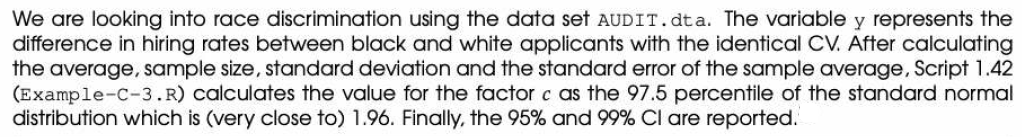 We are looking into race discrimination using the data set AUDIT.dta. The variable y represents the
difference in hiring rates between black and white applicants with the identical CV. After calculating
the average, sample size, standard deviation and the standard error of the sample average, Script 1.42
(Example-C-3.R) calculates the value for the factor c as the 97.5 percentile of the standard normal
distribution which is (very close to) 1.96. Finally, the 95% and 99% CI are reported.